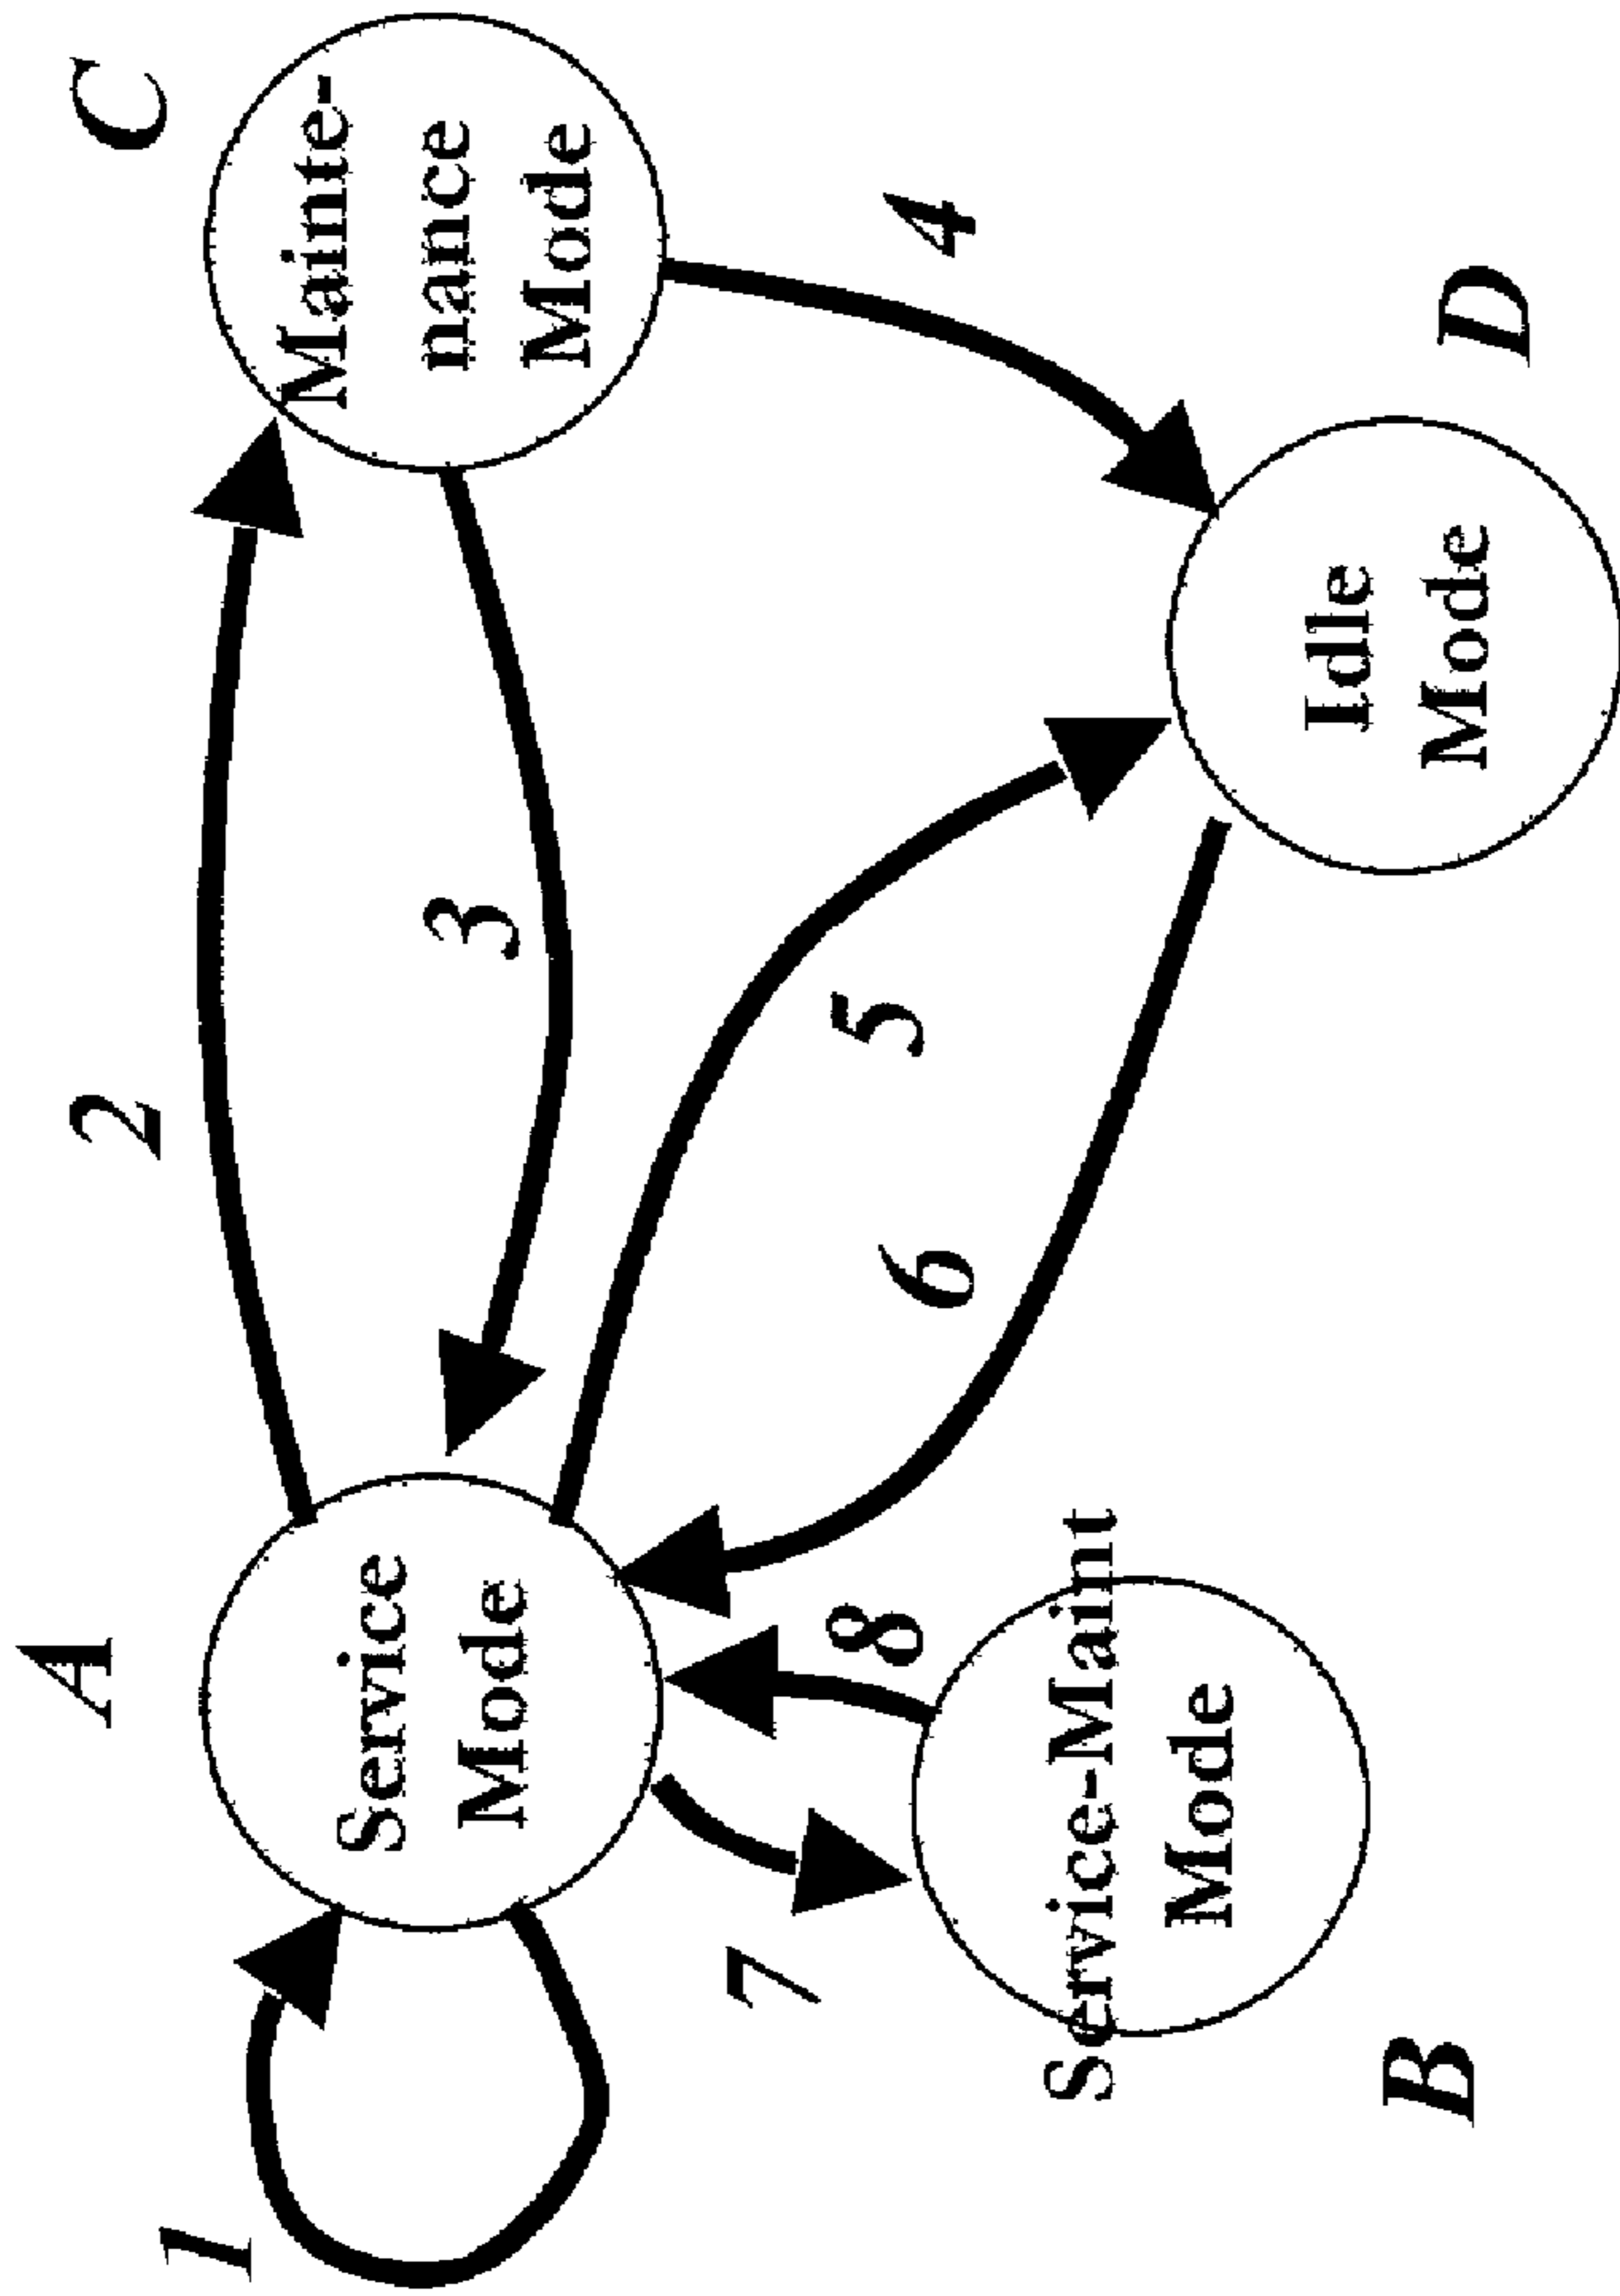 A
C
2
1
Service
Mode
Mainte-
nance
Mode
3
7
8
6
5
4
Service-Maint
Mode
Idle
Mode
B
D